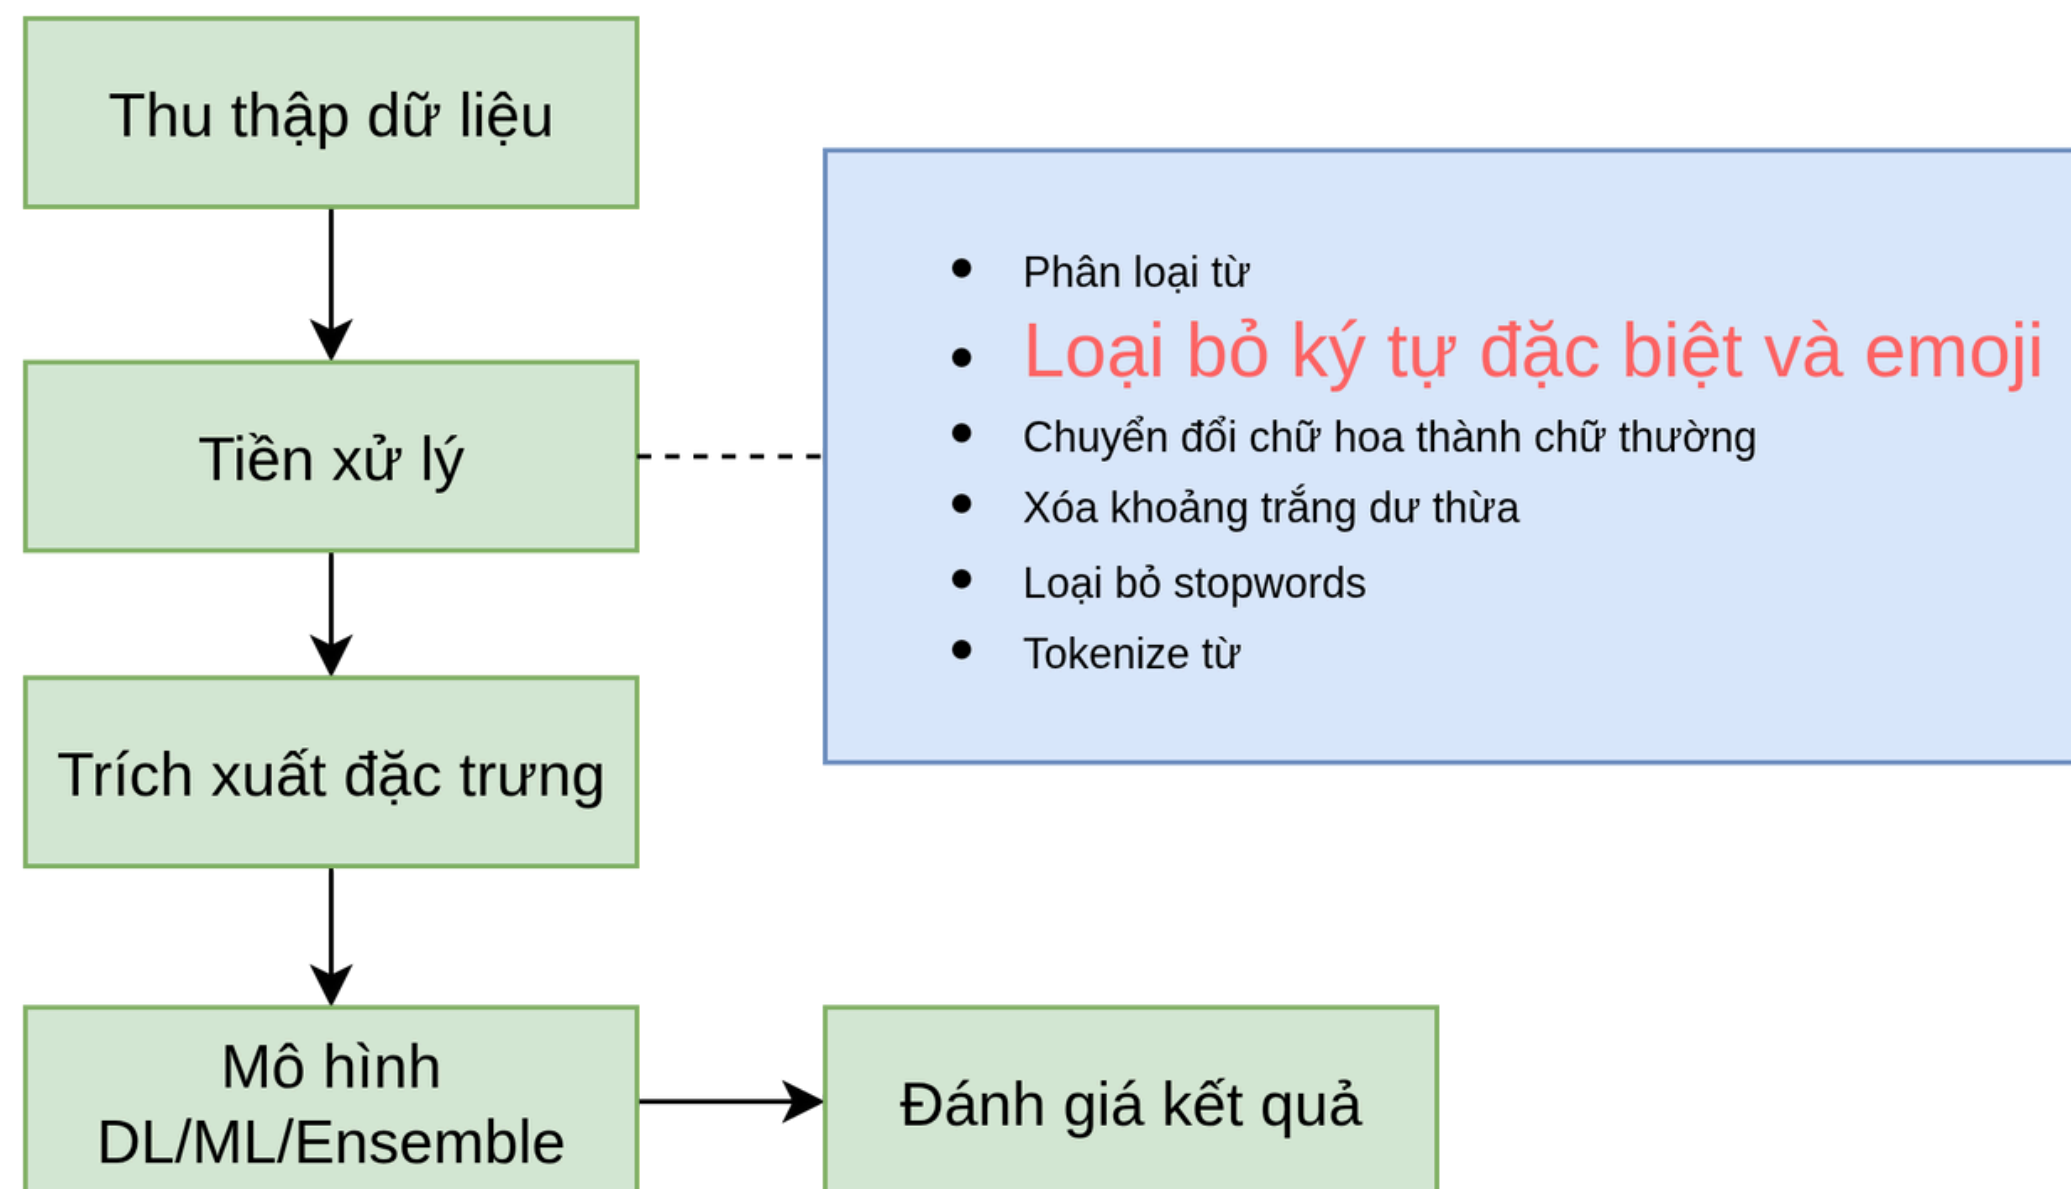 Thu thập dữ liệu
Tiền xử lý
Phân loại từ
Loại bỏ ký tự đặc biệt và emoji
Chuyển đổi chữ hoa thành chữ thường
Xóa khoảng trắng dư thừa
Loại bỏ stopwords
Tokenize từ
Trích xuất đặc trưng
Mô hình
DL/ML/Ensemble
Đánh giá kết quả